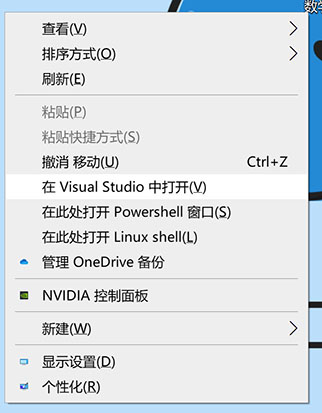 数学
查看(V)
排序方式(O)
刷新(E)
粘贴(P)
粘贴快捷方式(S)
撤消 移动(U) Ctrl+Z
在 Visual Studio 中打开(V)
在此处打开 Powershell 窗口(S)
在此处打开 Linux shell(L)
管理 OneDrive 备份
NVIDIA 控制面板
新建(W)
显示设置(D)
个性化(R)